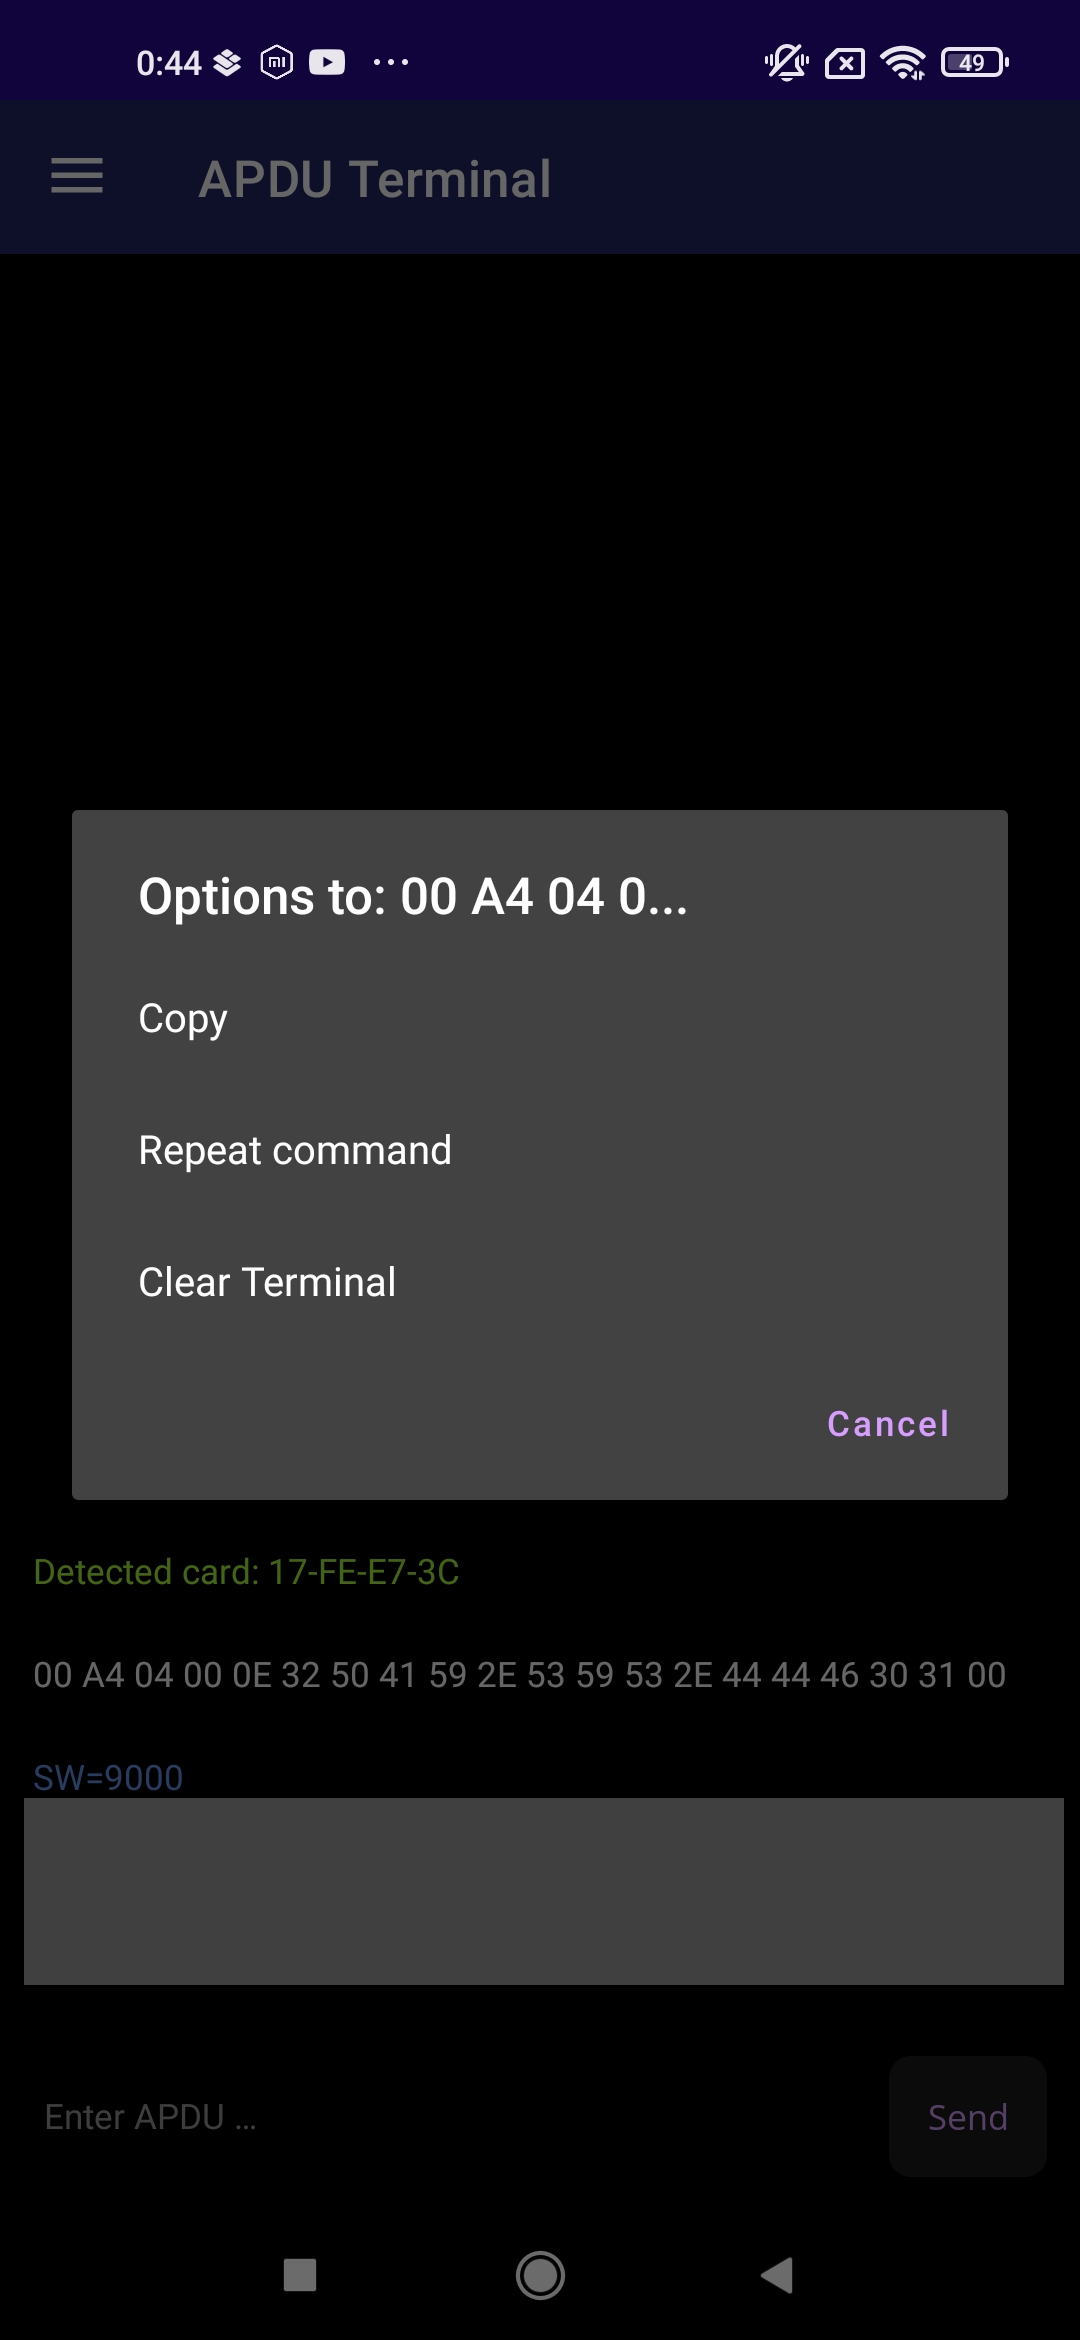 0:44
49
APDU Terminal
Options to: 00 A4 04 0...
Copy
Repeat command
Clear Terminal
Cancel
Detected card: 17-FE-E7-3C
00 A4 04 00 0E 32 50 41 59 2E 53 59 53 2E 44 44 46 30 31 00
SW=9000
Enter APDU ...
Send